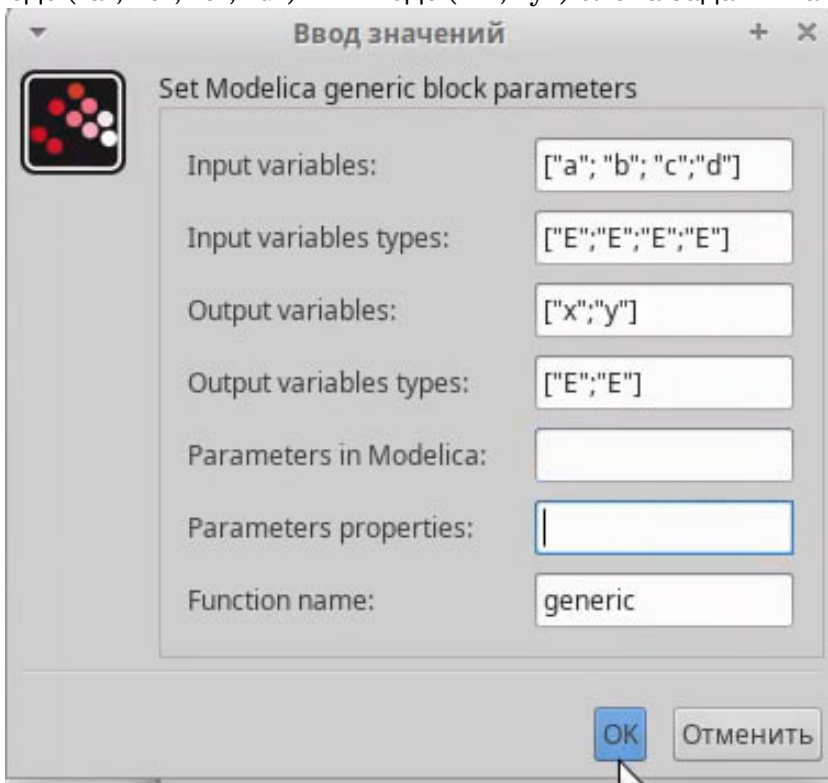 Ввод значений
Set Modelica generic block parameters
Input variables: ["a"; "b"; "c";"d"]
Input variables types: ["E";"E";"E";"E"]
Output variables: ["x";"y"]
Output variables types: ["E";"E"]
Parameters in Modelica:
Parameters properties:
Function name: generic
OK Отменить